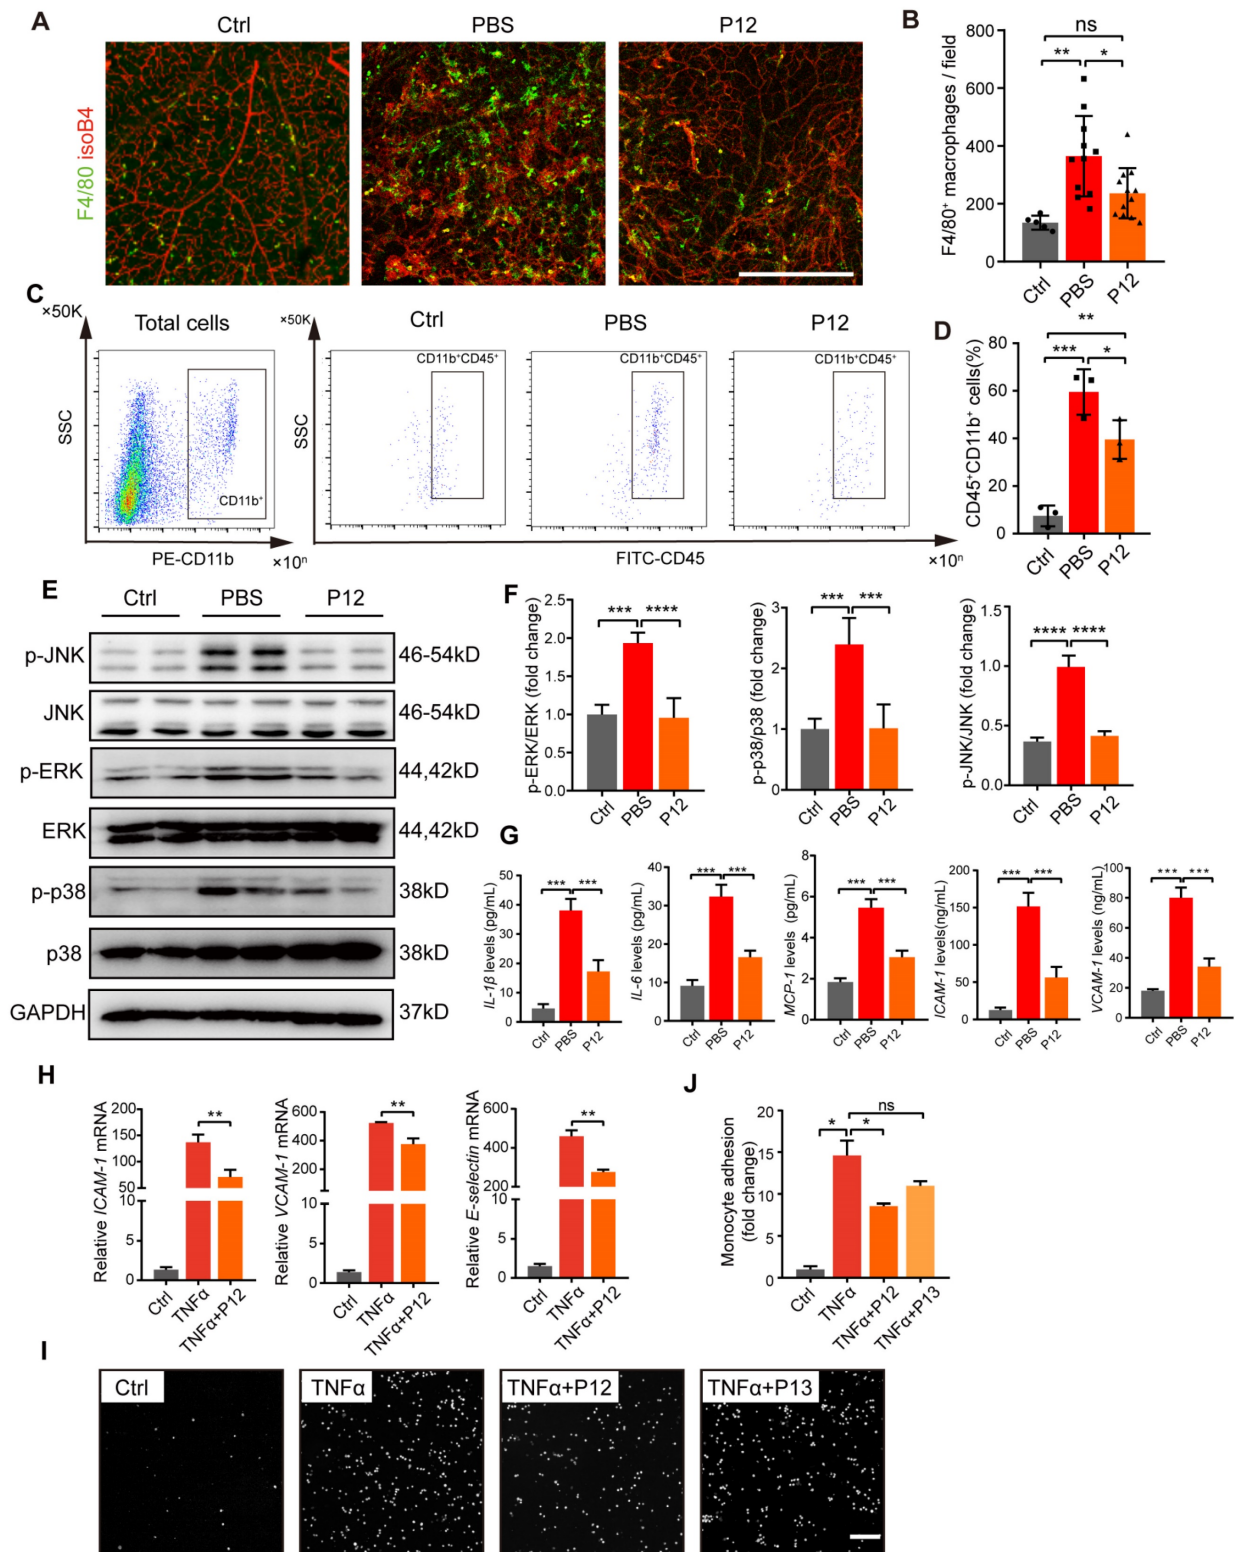 A
Ctrl
PBS
P12
F4/80 isoB4
B
F4/80⁺ macrophages / field
800
600
400
200
0
ns
**
*
Ctrl
PBS
P12
C
×50K
Total cells
SSC
CD11b⁺
PE-CD11b
×10ⁿ
×50K
Ctrl
PBS
P12
SSC
CD11b⁺CD45⁺
CD11b⁺CD45⁺
CD11b⁺CD45⁺
FITC-CD45
×10ⁿ
D
CD45⁺CD11b⁺ cells(%)
80
60
40
20
0
**
***
*
Ctrl
PBS
P12
E
Ctrl
PBS
P12
p-JNK
46-54kD
JNK
46-54kD
p-ERK
44,42kD
ERK
44,42kD
p-p38
38kD
p38
38kD
GAPDH
37kD
F
p-ERK/ERK (fold change)
2.5
2.0
1.5
1.0
0.5
0.0
***
****
Ctrl
PBS
P12
p-p38/p38 (fold change)
3
2
1
0
***
***
Ctrl
PBS
P12
p-JNK/JNK (fold change)
1.5
1.0
0.5
0.0
****
****
Ctrl
PBS
P12
G
IL-1β levels (pg/mL)
50
40
30
20
10
0
***
***
Ctrl
PBS
P12
IL-6 levels (pg/mL)
40
30
20
10
0
***
***
Ctrl
PBS
P12
MCP-1 levels (pg/mL)
8
6
4
2
0
***
***
Ctrl
PBS
P12
ICAM-1 levels(ng/mL)
200
150
100
50
0
***
***
Ctrl
PBS
P12
VCAM-1 levels (ng/mL)
100
80
60
40
20
0
***
***
Ctrl
PBS
P12
H
Relative ICAM-1 mRNA
200
150
100
50
10
5
0
**
Ctrl
TNFα
TNFα+P12
Relative VCAM-1 mRNA
600
400
200
10
5
0
**
Ctrl
TNFα
TNFα+P12
Relative E-selectin mRNA
600
400
200
10
5
0
**
Ctrl
TNFα
TNFα+P12
J
Monocyte adhesion
(fold change)
20
15
10
5
0
ns
*
*
Ctrl
TNFα
TNFα+P12
TNFα+P13
I
Ctrl
TNFα
TNFα+P12
TNFα+P13